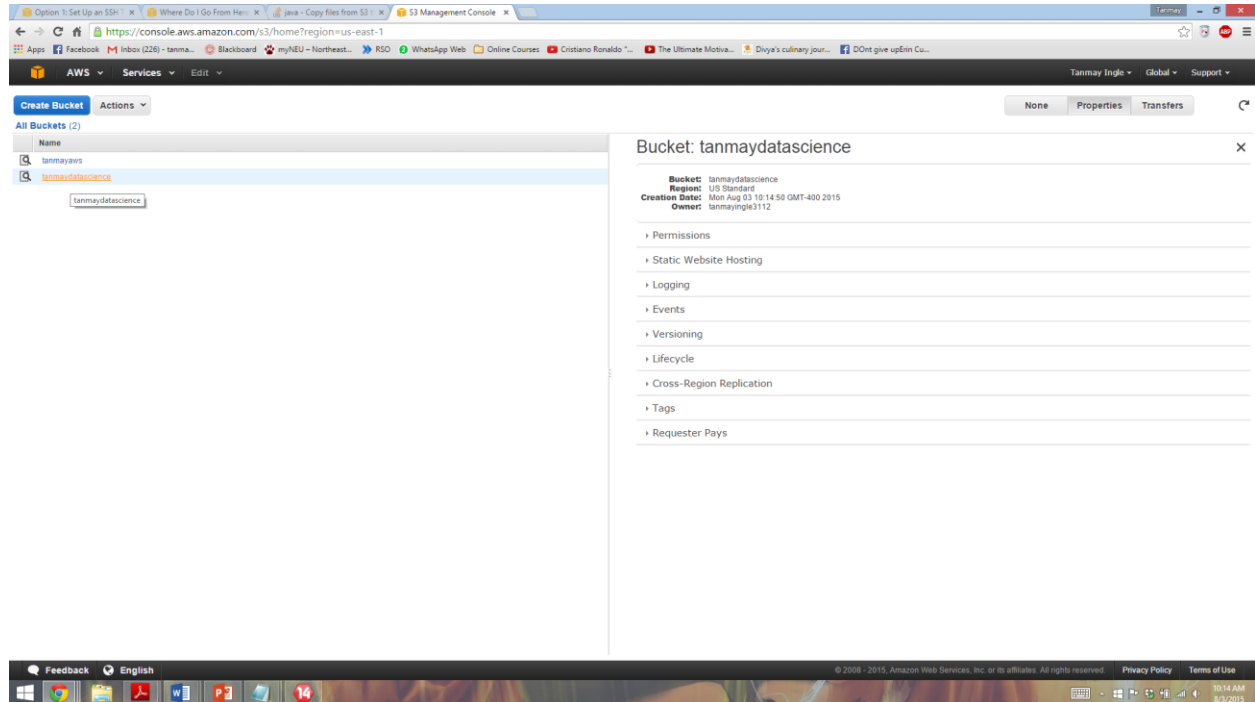 Option 1: Set Up an SSH T
Where Do I Go From Here
java - Copy files from S3 t
S3 Management Console
Tanmay
https://console.aws.amazon.com/s3/home?region=us-east-1
ABP
Apps Facebook Inbox (226) - tanma... Blackboard myNEU – Northeast... RSO WhatsApp Web Online Courses Cristiano Ronaldo "... The Ultimate Motiva... Divya's culinary jour... DOnt give upErin Cu...
AWS Services Edit Tanmay Ingle Global Support
Create Bucket Actions None Properties Transfers
All Buckets (2)
Name
tanmayaws
tanmaydatascience
tanmaydatascience
Bucket: tanmaydatascience
Bucket: tanmaydatascience
Region: US Standard
Creation Date: Mon Aug 03 10:14:50 GMT-400 2015
Owner: tanmayingle3112
Permissions
Static Website Hosting
Logging
Events
Versioning
Lifecycle
Cross-Region Replication
Tags
Requester Pays
Feedback English © 2008 - 2015, Amazon Web Services, Inc. or its affiliates. All rights reserved. Privacy Policy Terms of Use
14
10:14 AM
8/3/2015